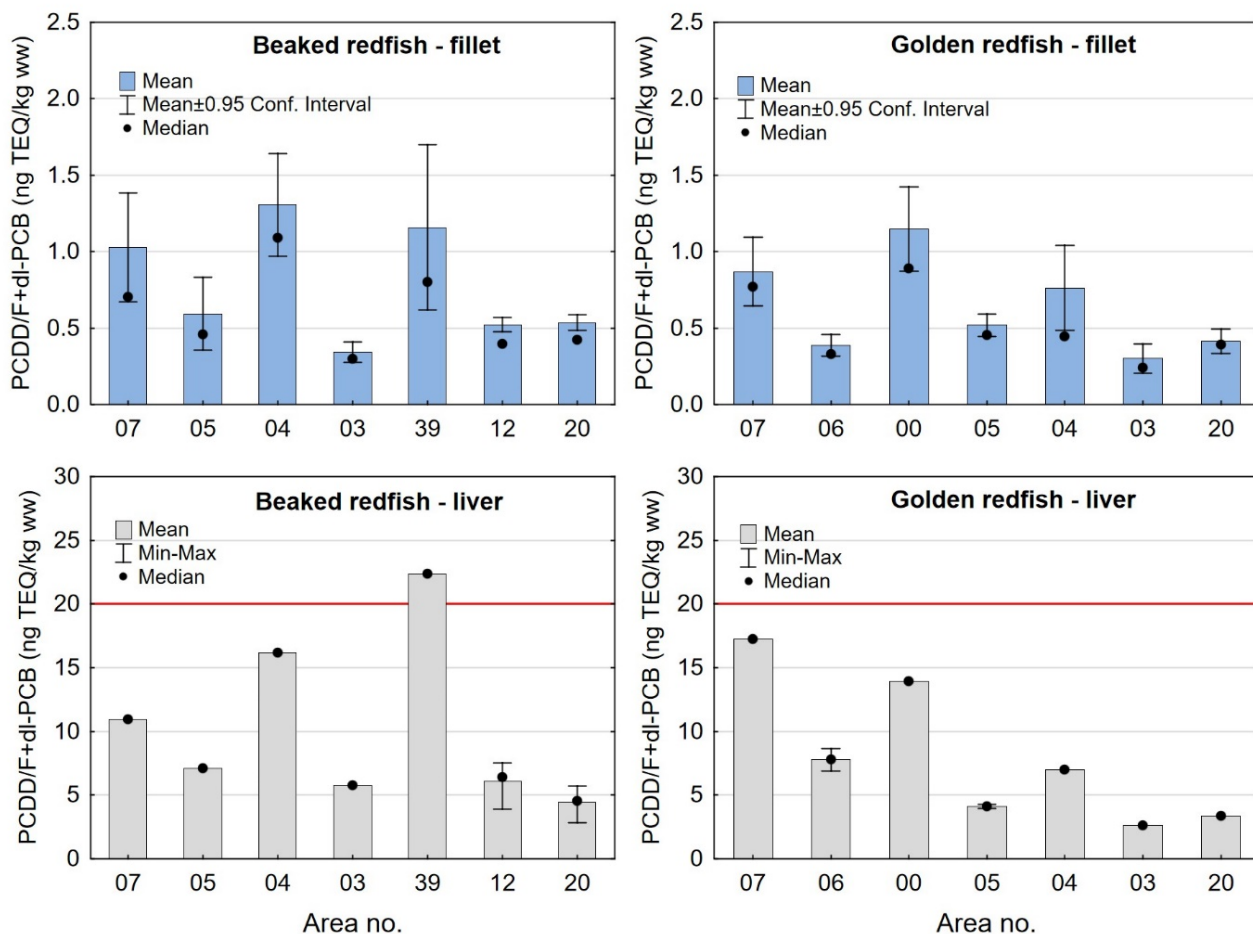 Beaked redfish - fillet
PCDD/F+dl-PCB (ng TEQ/kg ww)
2.5
2.0
1.5
1.0
0.5
0.0
Mean
Mean±0.95 Conf. Interval
Median
07 05 04 03 39 12 20
Golden redfish - fillet
PCDD/F+dl-PCB (ng TEQ/kg ww)
2.5
2.0
1.5
1.0
0.5
0.0
Mean
Mean±0.95 Conf. Interval
Median
07 06 00 05 04 03 20
Beaked redfish - liver
PCDD/F+dl-PCB (ng TEQ/kg ww)
30
25
20
15
10
5
0
Mean
Min-Max
Median
07 05 04 03 39 12 20
Area no.
Golden redfish - liver
PCDD/F+dl-PCB (ng TEQ/kg ww)
30
25
20
15
10
5
0
Mean
Min-Max
Median
07 06 00 05 04 03 20
Area no.